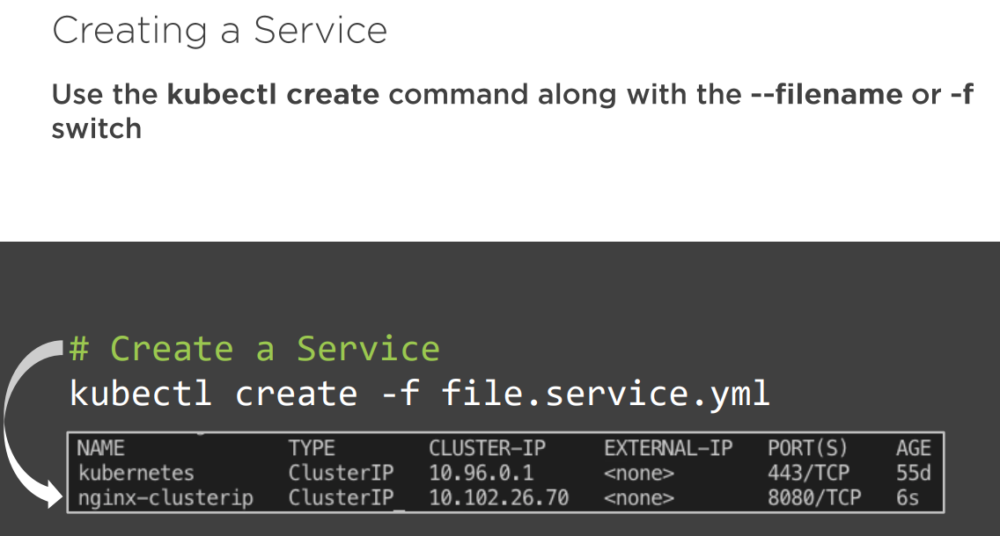 Creating a Service
Use the kubectl create command along with the --filename or -f
switch
# Create a Service
kubectl create -f file.service.yml
NAME TYPE CLUSTER-IP EXTERNAL-IP PORT(S) AGE
kubernetes ClusterIP 10.96.0.1 <none> 443/TCP 55d
nginx-clusterip ClusterIP 10.102.26.70 <none> 8080/TCP 6s